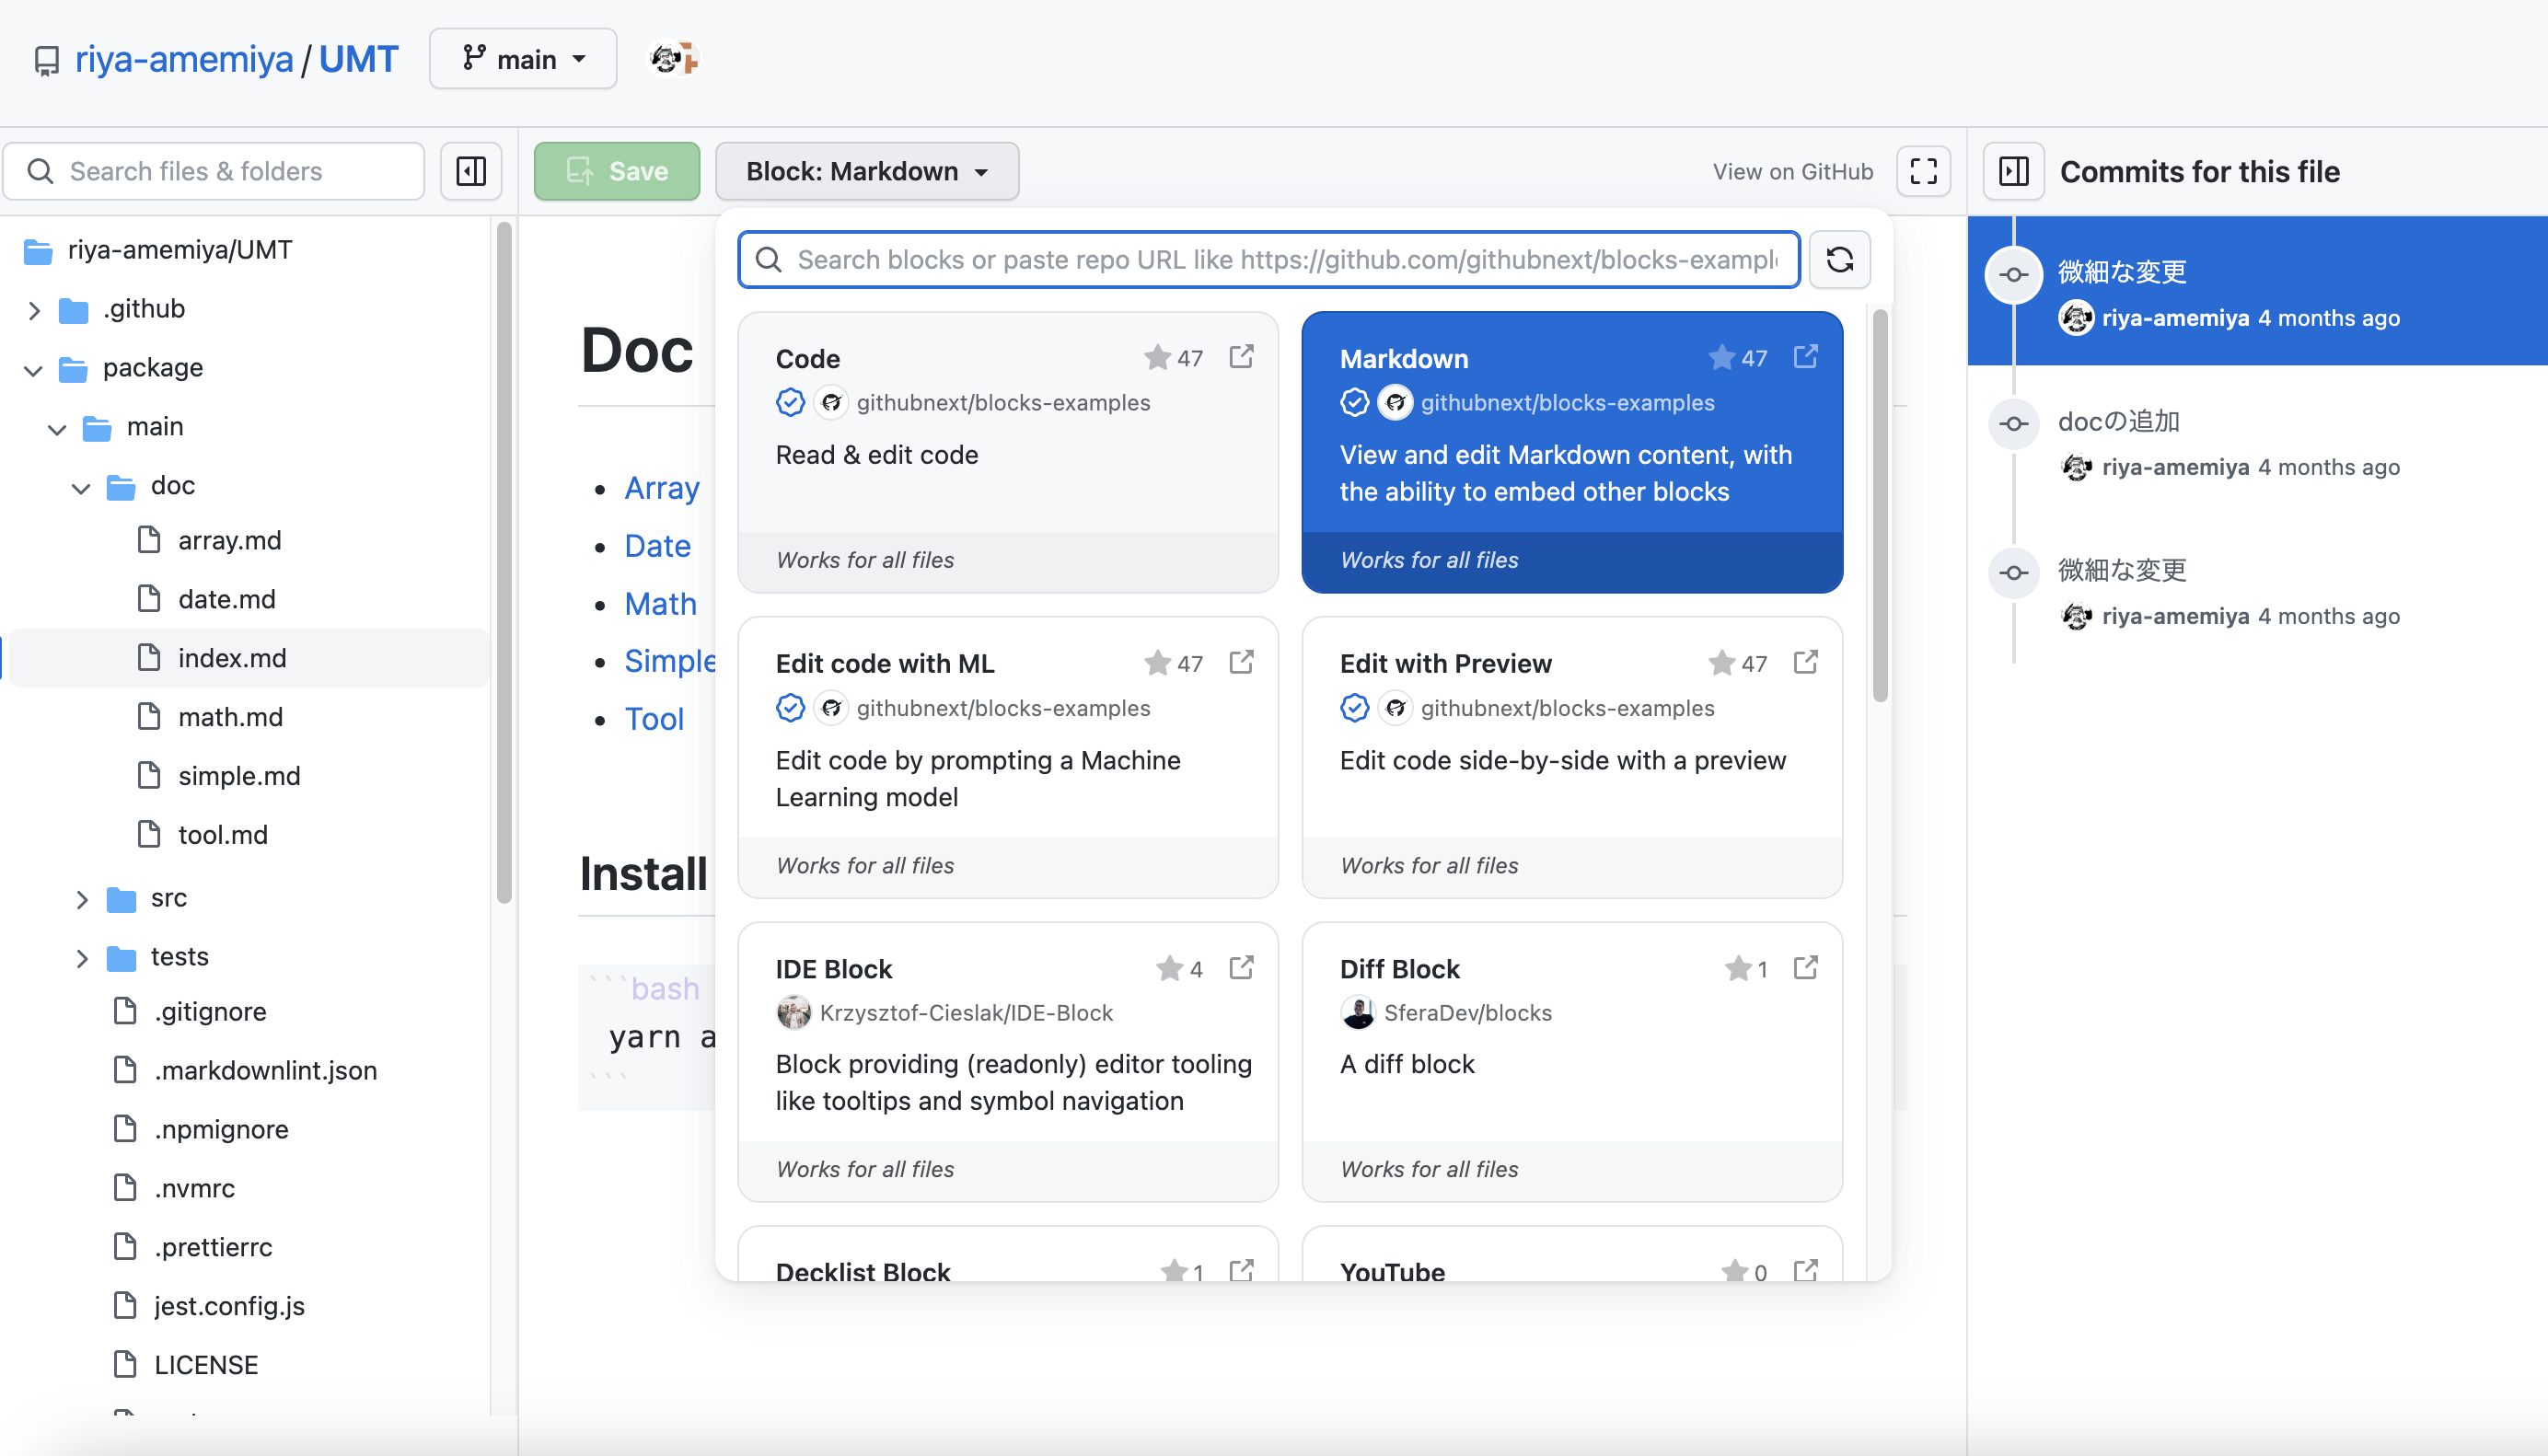 riya-amemiya / UMT
main
Search files & folders
riya-amemiya/UMT
.github
package
main
doc
array.md
date.md
index.md
math.md
simple.md
tool.md
src
tests
.gitignore
.markdownlint.json
.npmignore
.nvmrc
.prettierrc
jest.config.js
LICENSE
Save
Block: Markdown
View on GitHub
Doc
Array
Date
Math
Simple
Tool
Install
```bash
yarn a
```
Search blocks or paste repo URL like https://github.com/githubnext/blocks-exampl
Code
47
githubnext/blocks-examples
Read & edit code
Works for all files
Markdown
47
githubnext/blocks-examples
View and edit Markdown content, with
the ability to embed other blocks
Works for all files
Edit code with ML
47
githubnext/blocks-examples
Edit code by prompting a Machine
Learning model
Works for all files
Edit with Preview
47
githubnext/blocks-examples
Edit code side-by-side with a preview
Works for all files
IDE Block
4
Krzysztof-Cieslak/IDE-Block
Block providing (readonly) editor tooling
like tooltips and symbol navigation
Works for all files
Diff Block
1
SferaDev/blocks
A diff block
Works for all files
Decklist Block
1
YouTube
0
Commits for this file
微細な変更
riya-amemiya 4 months ago
docの追加
riya-amemiya 4 months ago
微細な変更
riya-amemiya 4 months ago